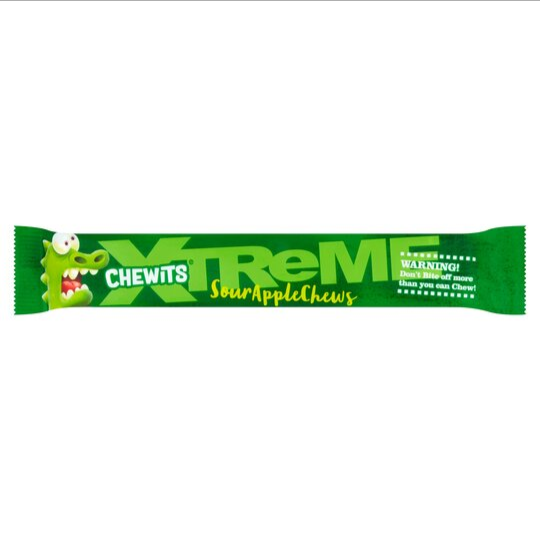 XTReME
CHEWITS®
SourAppleChews
WARNING!
Don't Bite off more
than you can Chew!